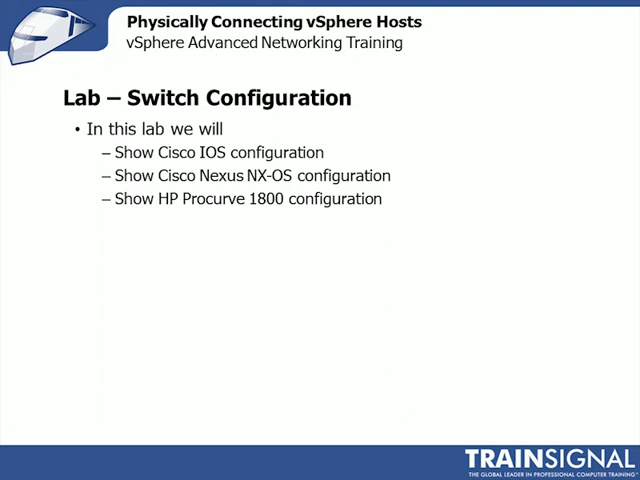 Physically Connecting vSphere Hosts
vSphere Advanced Networking Training
Lab – Switch Configuration
• In this lab we will
– Show Cisco IOS configuration
– Show Cisco Nexus NX-OS configuration
– Show HP Procurve 1800 configuration
TRAINSIGNAL
THE GLOBAL LEADER IN PROFESSIONAL COMPUTER TRAINING